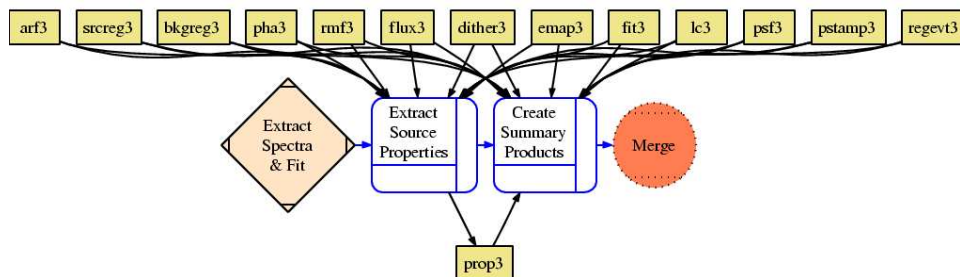 arf3 srcreg3 bkgreg3 pha3 rmf3 flux3 dither3 emap3 fit3 lc3 psf3 pstamp3 regevt3
Extract
Spectra
& Fit
Extract
Source
Properties
Create
Summary
Products
Merge
prop3